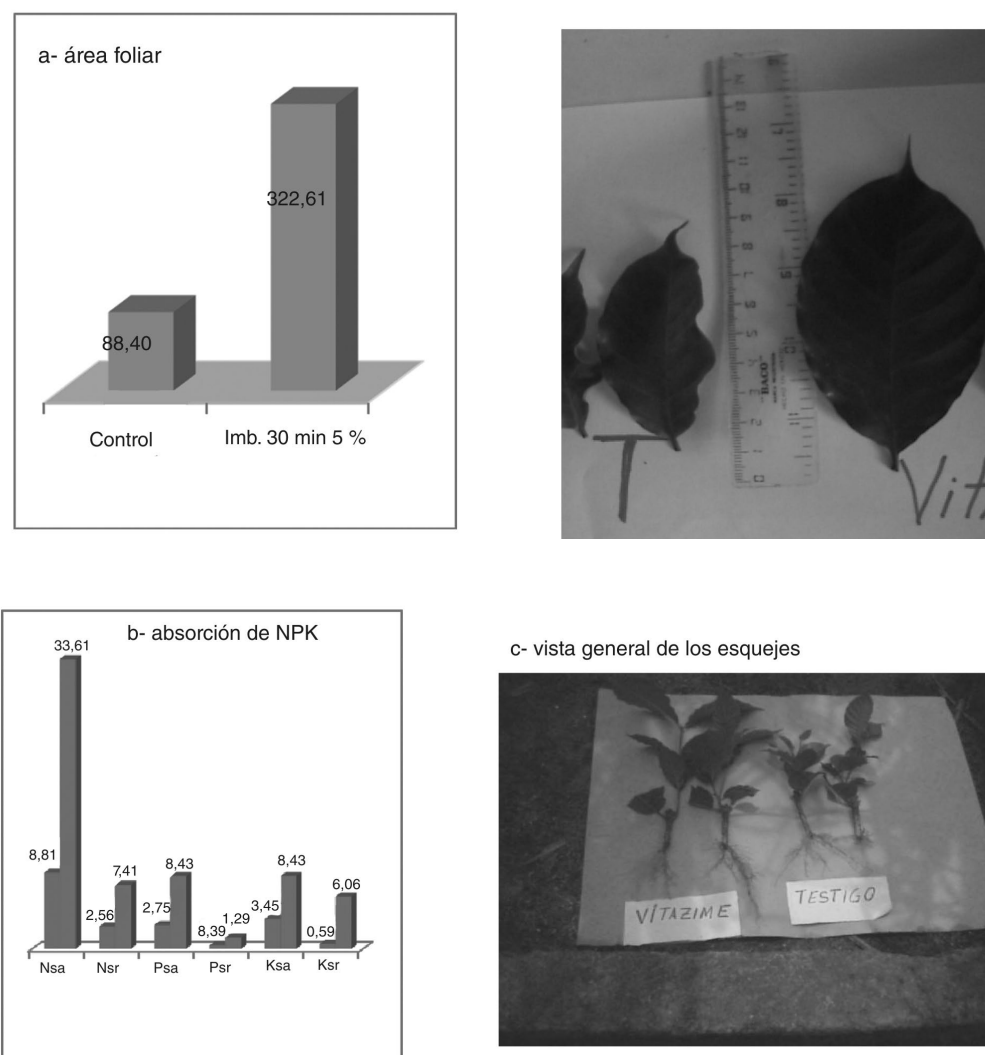 a- área foliar
322,61
88,40
Control
Imb. 30 min 5 %
BACO
T
b- absorción de NPK
33,61
8,81
2,56
7,41
2,75
8,43
8,39
1,29
3,45
8,43
0,59
6,06
Nsa
Nsr
Psa
Psr
Ksa
Ksr
c- vista general de los esquejes
VITAZIME
TESTIGO